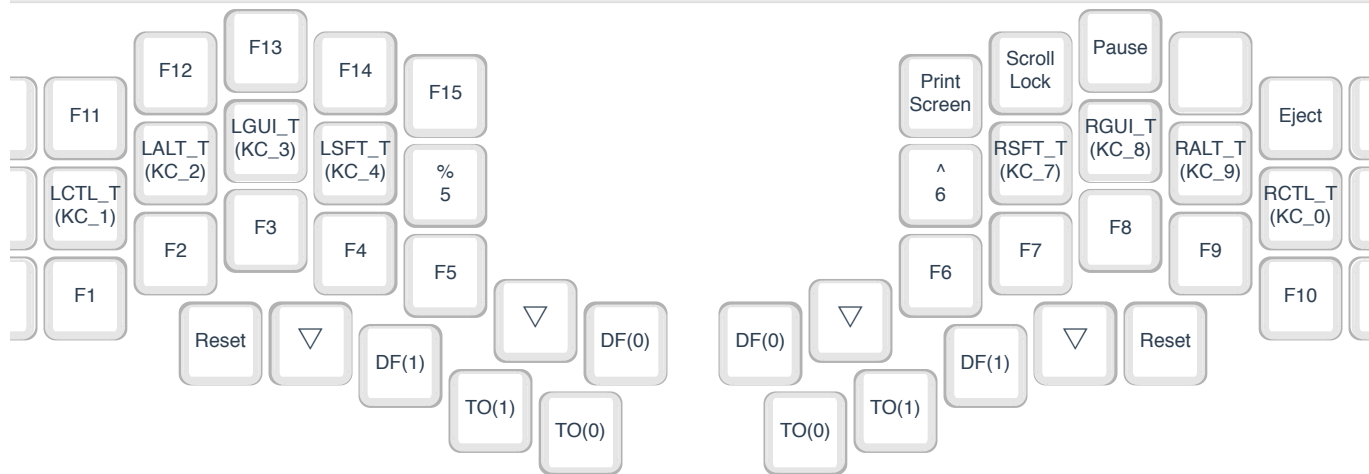 F11
F12
F13
F14
F15
LCTL_T
(KC_1)
LALT_T
(KC_2)
LGUI_T
(KC_3)
LSFT_T
(KC_4)
%
5
F1
F2
F3
F4
F5
Reset
▽
DF(1)
▽
DF(0)
TO(1)
TO(0)
Print
Screen
Scroll
Lock
Pause
Eject
^
6
RSFT_T
(KC_7)
RGUI_T
(KC_8)
RALT_T
(KC_9)
RCTL_T
(KC_0)
F6
F7
F8
F9
F10
DF(0)
▽
DF(1)
▽
Reset
TO(0)
TO(1)